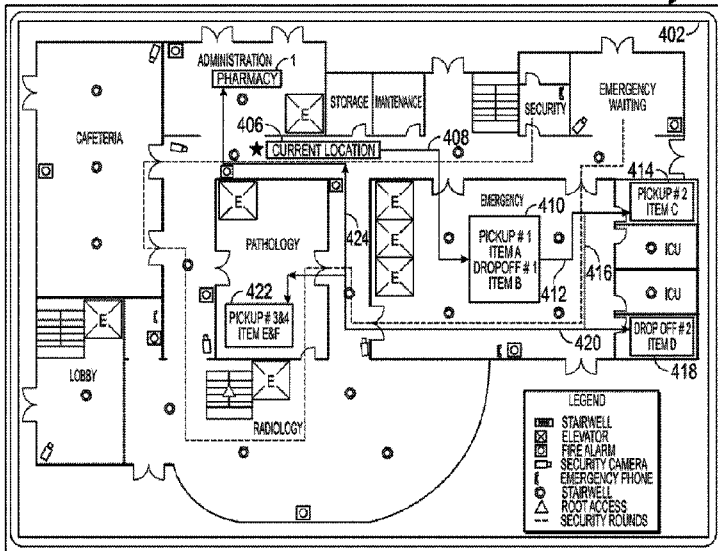 402
ADMINISTRATION
PHARMACY
1
CAFETERIA
STORAGE
MANTENANCE
SECURITY
EMERGENCY
WAITING
406
CURRENT LOCATION
408
414
PICKUP # 2
ITEM C
PATHOLOGY
EMERGENCY
410
PICKUP # 1
ITEM A
DROPOFF # 1
ITEM B
412
416
424
ICU
ICU
422
PICKUP # 3&4
ITEM E&F
420
DROP OFF # 2
ITEM D
418
LOBBY
RADIOLOGY
E
E
E
E
E
E
E
LEGEND
STAIRWELL
ELEVATOR
FIRE ALARM
SECURITY CAMERA
EMERGENCY PHONE
STAIRWELL
ROOT ACCESS
SECURITY ROUNDS